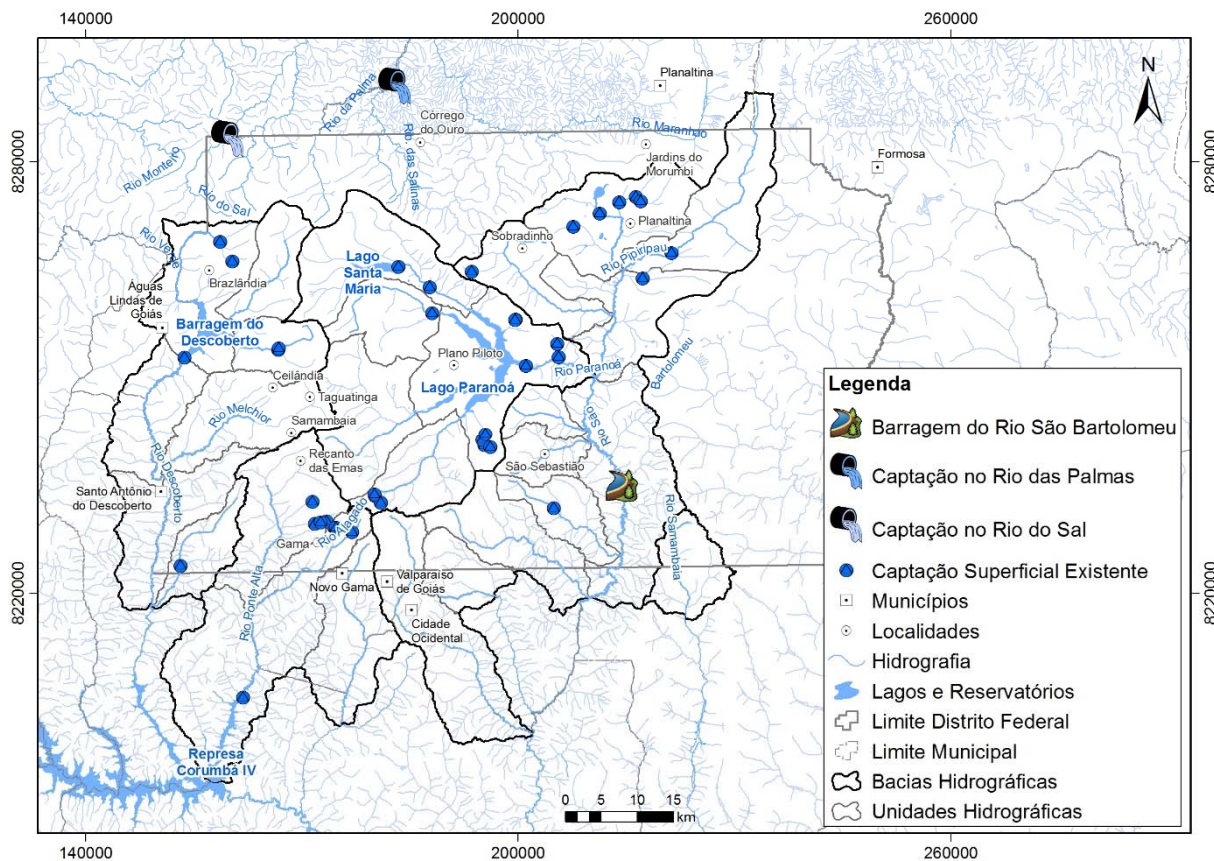 140000
200000
260000
N
Planaltina
Rio da Palma
Córrego
do Ouro
Rio Maranhão
Rio das Salinas
Jardins do
Morumbi
Formosa
8280000
8280000
Rio Monteiro
Rio do Sal
Planaltina
Sobradinho
Rio Verde
Rio Pipiripau
Lago
Santa
Maria
Brazlândia
Águas
Lindas de
Goiás
Barragem do
Descoberto
Plano Piloto
Rio Paranoá
Bartolomeu
Ceilândia
Lago Paranoá
Taguatinga
Rio Melchior
Samambaia
Rio São
Recanto
das Emas
São Sebastião
Rio Descoberto
Santo Antônio
do Descoberto
Rio Alagado
Rio Samambaia
Gama
Novo Gama
Valparaíso
de Goiás
8220000
8220000
Rio Ponte Alta
Cidade
Ocidental
Represa
Corumbá IV
Legenda
Barragem do Rio São Bartolomeu
Captação no Rio das Palmas
Captação no Rio do Sal
Captação Superficial Existente
Municípios
Localidades
Hidrografia
Lagos e Reservatórios
Limite Distrito Federal
Limite Municipal
Bacias Hidrográficas
Unidades Hidrográficas
0 5 10 15
km
140000
200000
260000